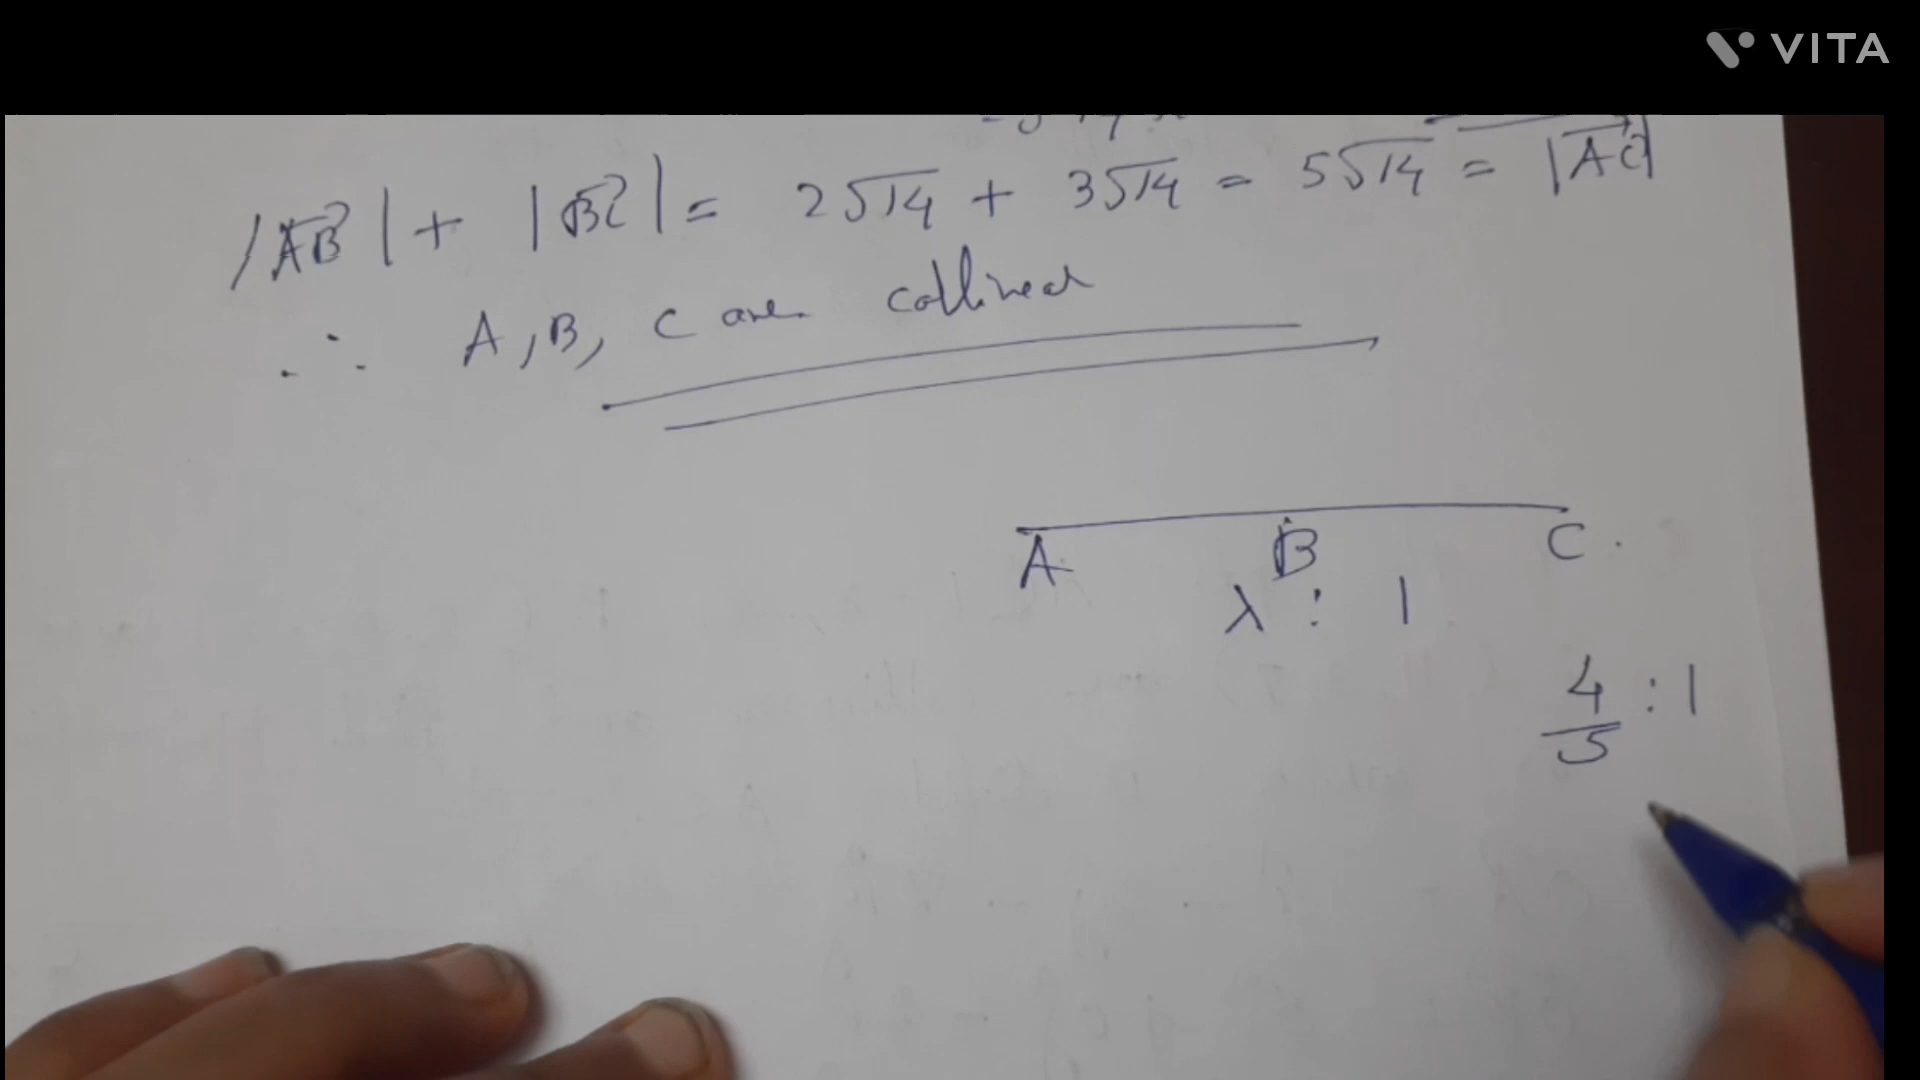 VITA
|AB| + |BC| = 2√14 + 3√14 = 5√14 = |AC|
∴ A, B, C are collinear
A B C
λ : 1
4/5 : 1